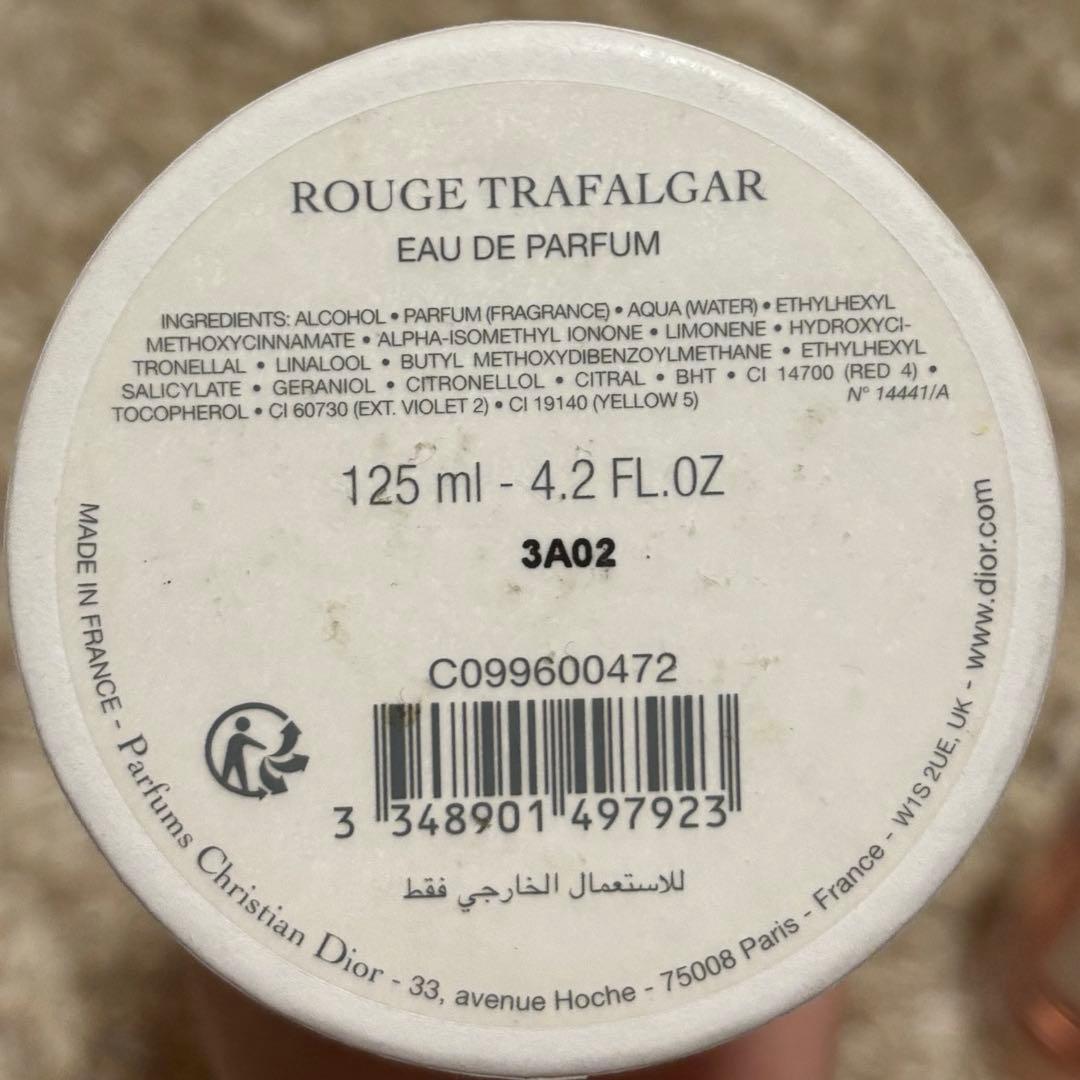 ROUGE TRAFALGAR
EAU DE PARFUM
INGREDIENTS: ALCOHOL • PARFUM (FRAGRANCE) • AQUA (WATER) • ETHYLHEXYL
METHOXYCINNAMATE • ALPHA-ISOMETHYL IONONE • LIMONENE • HYDROXYCI-
TRONELLAL • LINALOOL • BUTYL METHOXYDIBENZOYLMETHANE • ETHYLHEXYL
SALICYLATE • GERANIOL • CITRONELLOL • CITRAL • BHT • CI 14700 (RED 4) •
TOCOPHEROL • CI 60730 (EXT. VIOLET 2) • CI 19140 (YELLOW 5)
N° 14441/A
125 ml - 4.2 FL.OZ
3A02
C099600472
3 348901 497923
للاستعمال الخارجي فقط
MADE IN FRANCE - Parfums Christian Dior - 33, avenue Hoche - 75008 Paris - France - W1S 2UE, UK - www.dior.com